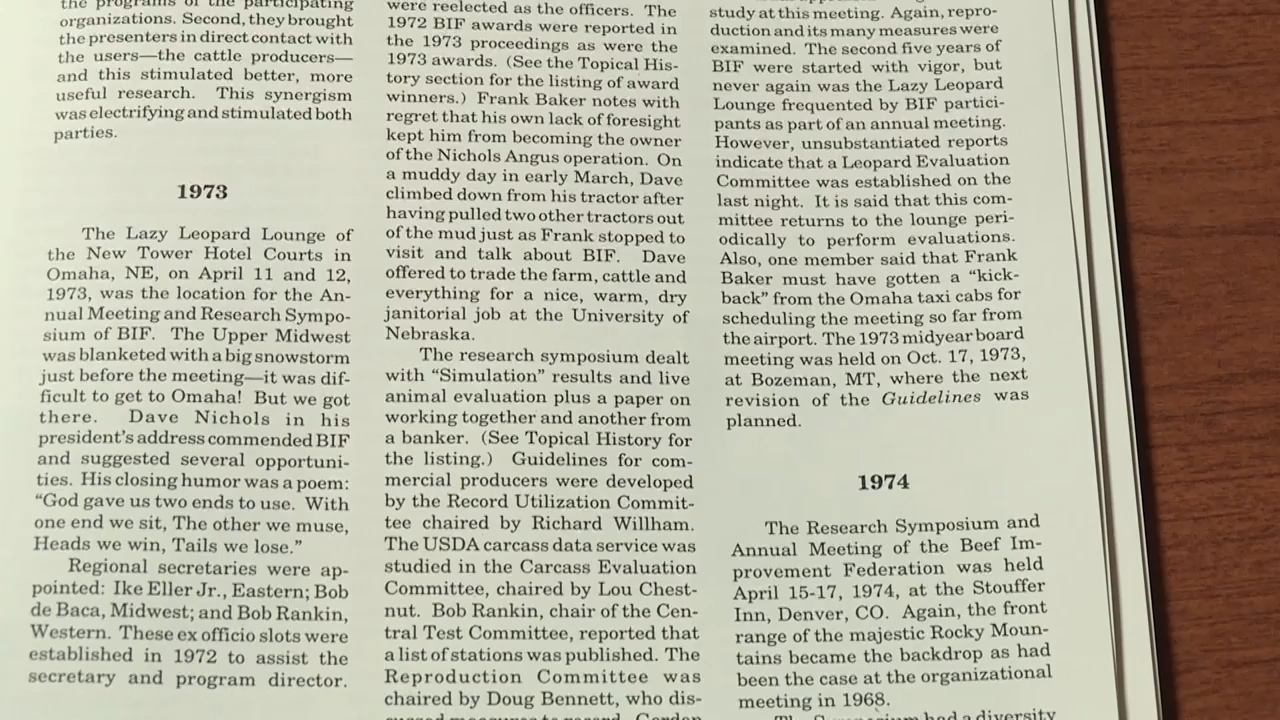 the programs of the participating
organizations. Second, they brought
the presenters in direct contact with
the users—the cattle producers—
and this stimulated better, more
useful research. This synergism
was electrifying and stimulated both
parties.
1973
The Lazy Leopard Lounge of
the New Tower Hotel Courts in
Omaha, NE, on April 11 and 12,
1973, was the location for the An-
nual Meeting and Research Sympo-
sium of BIF. The Upper Midwest
was blanketed with a big snowstorm
just before the meeting—it was dif-
ficult to get to Omaha! But we got
there. Dave Nichols in his
president's address commended BIF
and suggested several opportuni-
ties. His closing humor was a poem:
“God gave us two ends to use. With
one end we sit, The other we muse,
Heads we win, Tails we lose.”
Regional secretaries were ap-
pointed: Ike Eller Jr., Eastern; Bob
de Baca, Midwest; and Bob Rankin,
Western. These ex officio slots were
established in 1972 to assist the
secretary and program director.
were reelected as the officers. The
1972 BIF awards were reported in
the 1973 proceedings as were the
1973 awards. (See the Topical His-
tory section for the listing of award
winners.) Frank Baker notes with
regret that his own lack of foresight
kept him from becoming the owner
of the Nichols Angus operation. On
a muddy day in early March, Dave
climbed down from his tractor after
having pulled two other tractors out
of the mud just as Frank stopped to
visit and talk about BIF. Dave
offered to trade the farm, cattle and
everything for a nice, warm, dry
janitorial job at the University of
Nebraska.
The research symposium dealt
with “Simulation” results and live
animal evaluation plus a paper on
working together and another from
a banker. (See Topical History for
the listing.) Guidelines for com-
mercial producers were developed
by the Record Utilization Commit-
tee chaired by Richard Willham.
The USDA carcass data service was
studied in the Carcass Evaluation
Committee, chaired by Lou Chest-
nut. Bob Rankin, chair of the Cen-
tral Test Committee, reported that
a list of stations was published. The
Reproduction Committee was
chaired by Doug Bennett, who dis-
study at this meeting. Again, repro-
duction and its many measures were
examined. The second five years of
BIF were started with vigor, but
never again was the Lazy Leopard
Lounge frequented by BIF partici-
pants as part of an annual meeting.
However, unsubstantiated reports
indicate that a Leopard Evaluation
Committee was established on the
last night. It is said that this com-
mittee returns to the lounge peri-
odically to perform evaluations.
Also, one member said that Frank
Baker must have gotten a “kick-
back” from the Omaha taxi cabs for
scheduling the meeting so far from
the airport. The 1973 midyear board
meeting was held on Oct. 17, 1973,
at Bozeman, MT, where the next
revision of the Guidelines was
planned.
1974
The Research Symposium and
Annual Meeting of the Beef Im-
provement Federation was held
April 15-17, 1974, at the Stouffer
Inn, Denver, CO. Again, the front
range of the majestic Rocky Moun-
tains became the backdrop as had
been the case at the organizational
meeting in 1968.
had a diversity